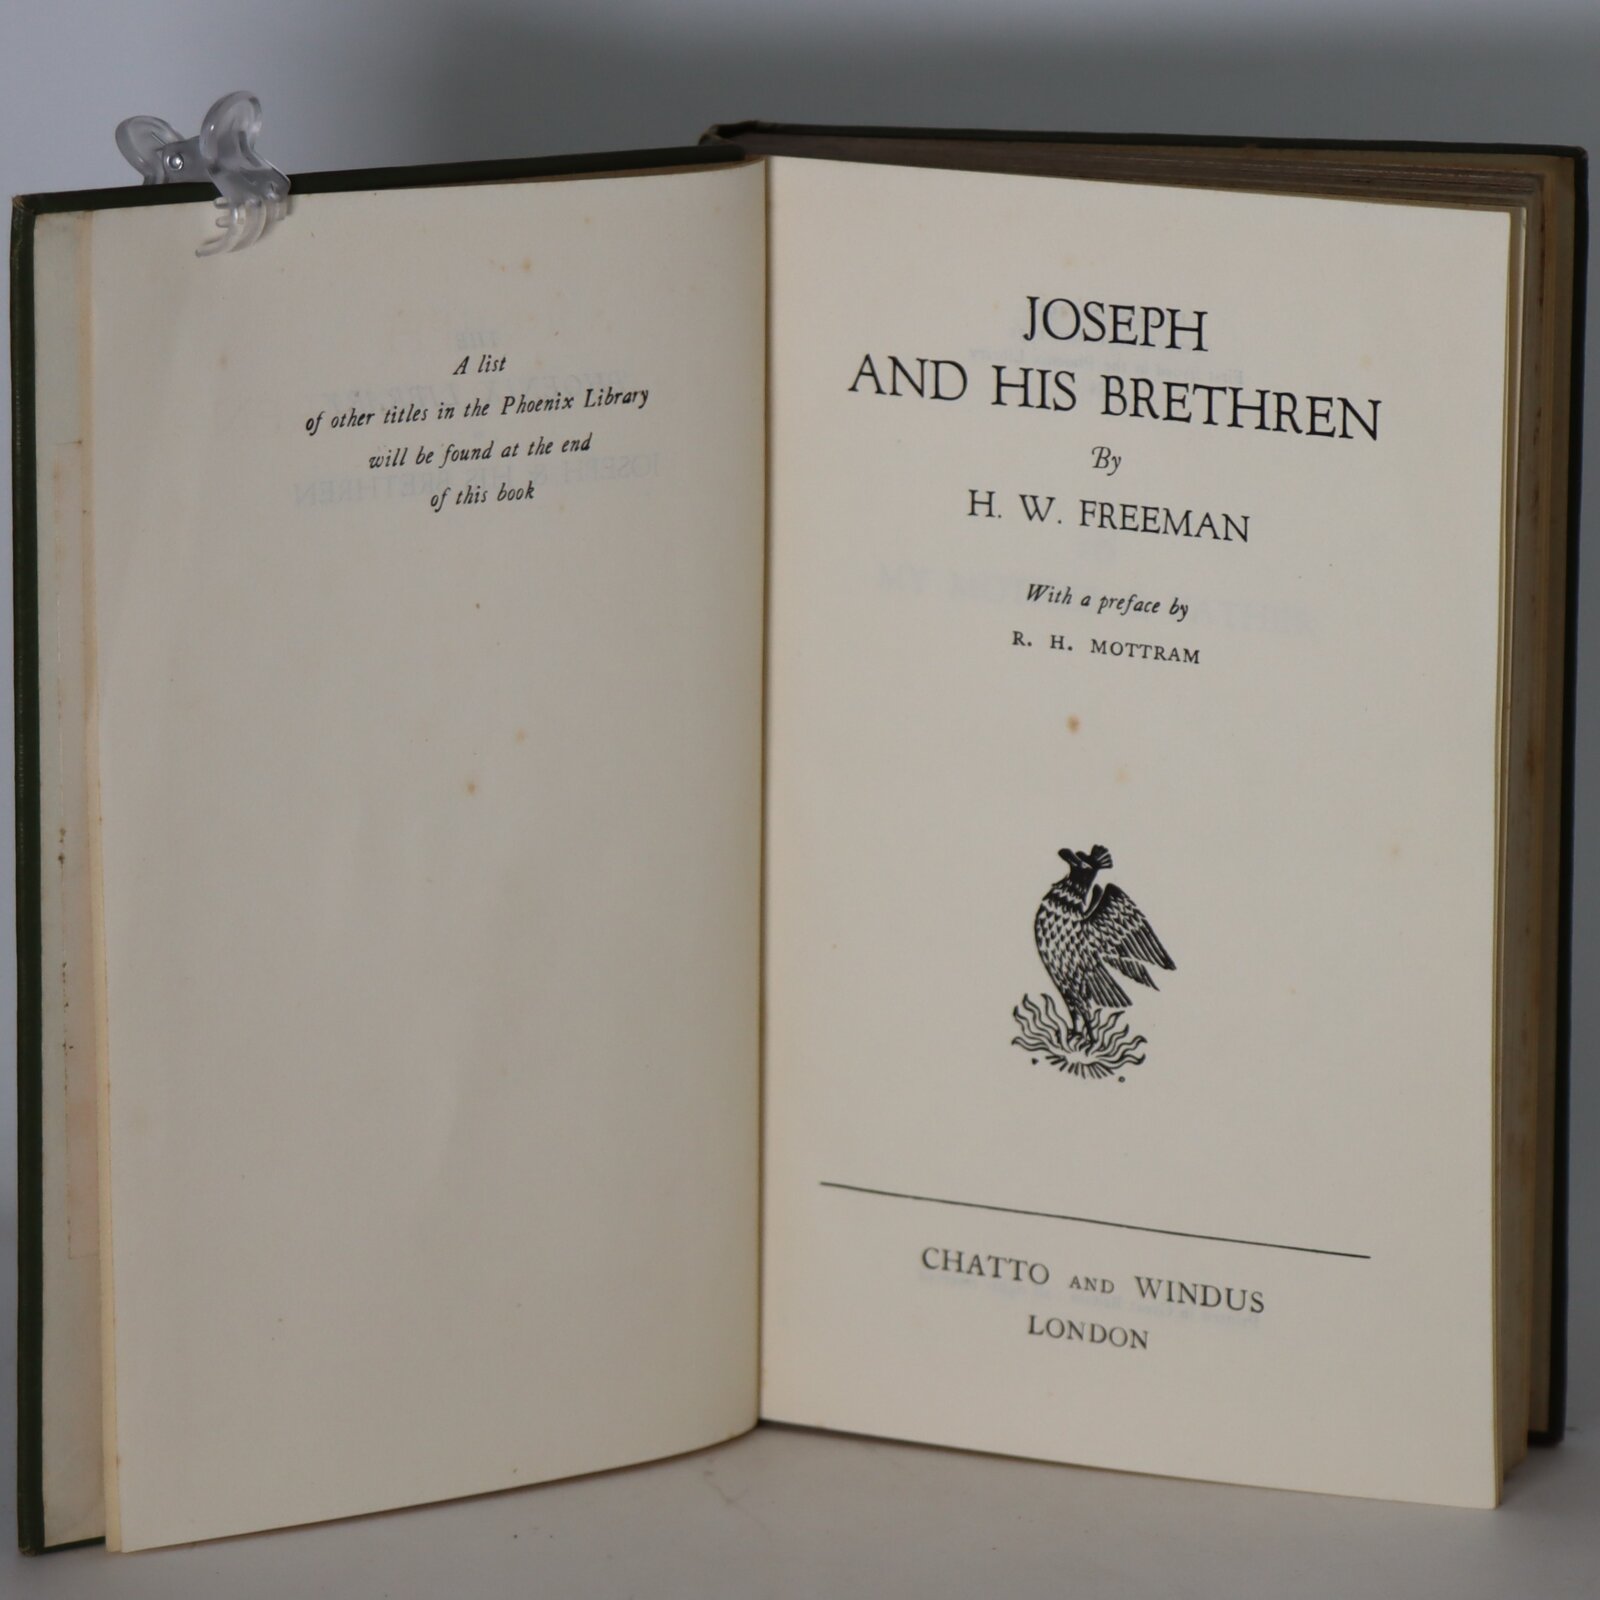 A list
of other titles in the Phoenix Library
will be found at the end
of this book
JOSEPH
AND HIS BRETHREN
By
H. W. FREEMAN
With a preface by
R. H. MOTTRAM
CHATTO AND WINDUS
LONDON